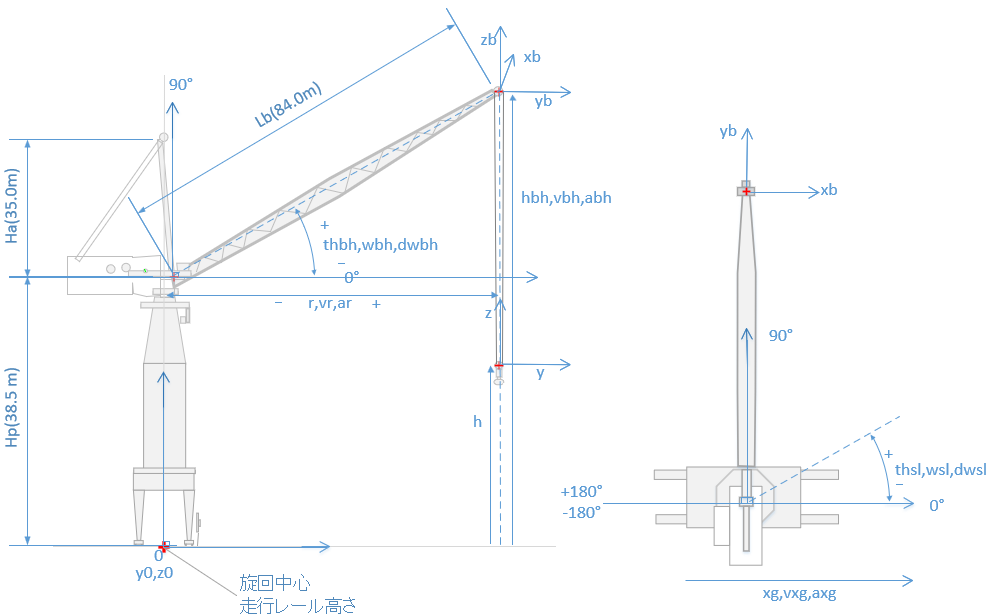 90°
zb
xb
yb
Lb(84.0m)
Ha(35.0m)
hbh,vbh,abh
+
thbh,wbh,dwbh
−
0°
− r,vr,ar +
z
y
h
Hp(38.5 m)
0
y0,z0
旋回中心
走行レール高さ
yb
xb
90°
+
thsl,wsl,dwsl
−
+180°
-180°
0°
xg,vxg,axg